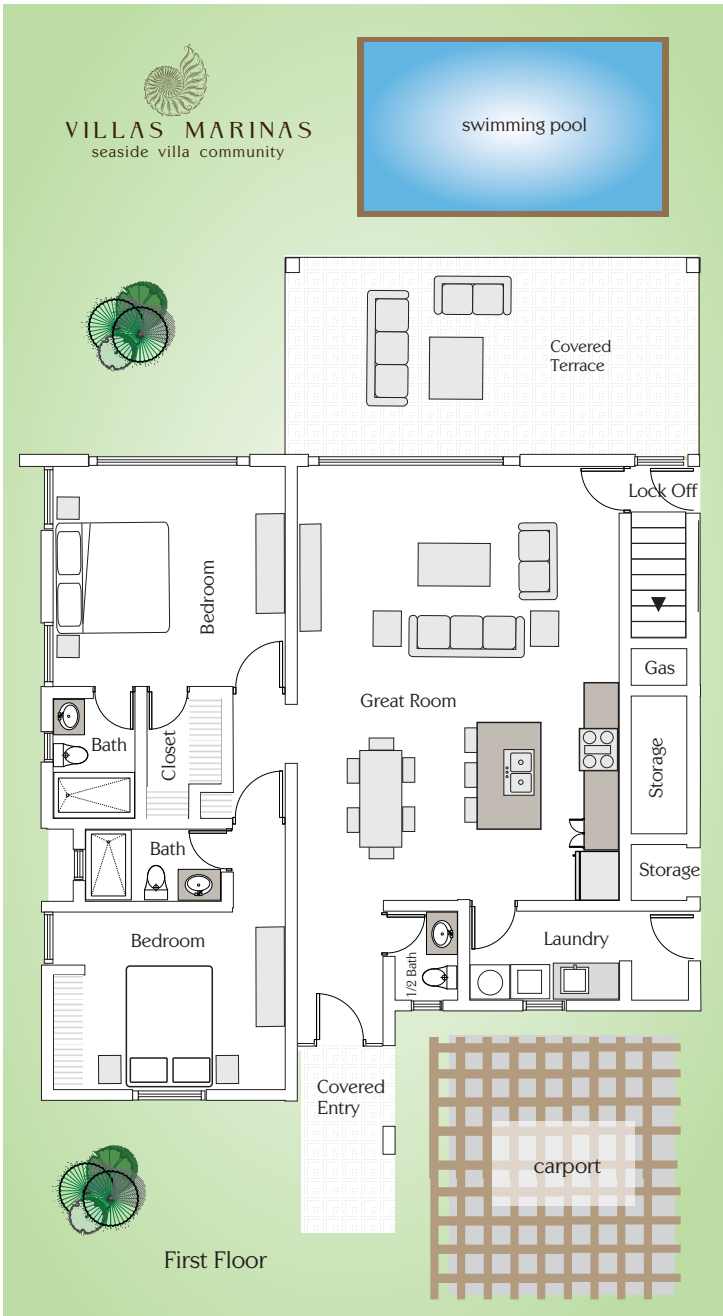 VILLAS MARINAS
seaside villa community
swimming pool
Covered
Terrace
Lock Off
Bedroom
Gas
Great Room
Bath
Closet
Storage
Bath
Storage
Bedroom
Laundry
1/2 Bath
Covered
Entry
carport
First Floor